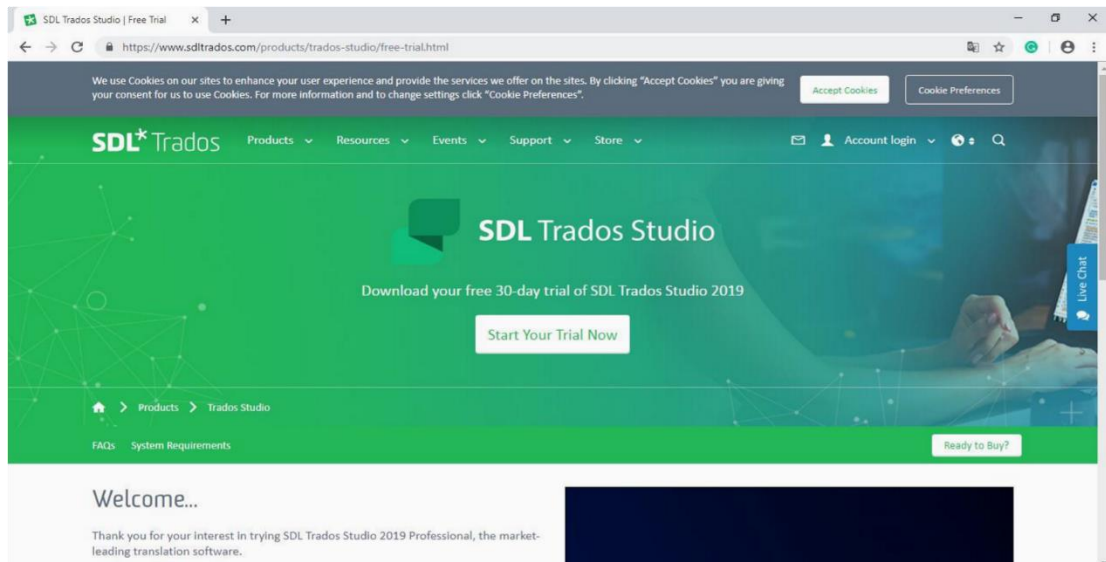 SDL Trados Studio | Free Trial
https://www.sdltrados.com/products/trados-studio/free-trial.html
We use Cookies on our sites to enhance your user experience and provide the services we offer on the sites. By clicking "Accept Cookies" you are giving
your consent for us to use Cookies. For more information and to change settings click "Cookie Preferences".
Accept Cookies
Cookie Preferences
SDL* Trados
Products
Resources
Events
Support
Store
Account login
SDL Trados Studio
Download your free 30-day trial of SDL Trados Studio 2019
Start Your Trial Now
Live Chat
Products > Trados Studio
FAQs
System Requirements
Ready to Buy?
Welcome...
Thank you for your interest in trying SDL Trados Studio 2019 Professional, the market-
leading translation software.